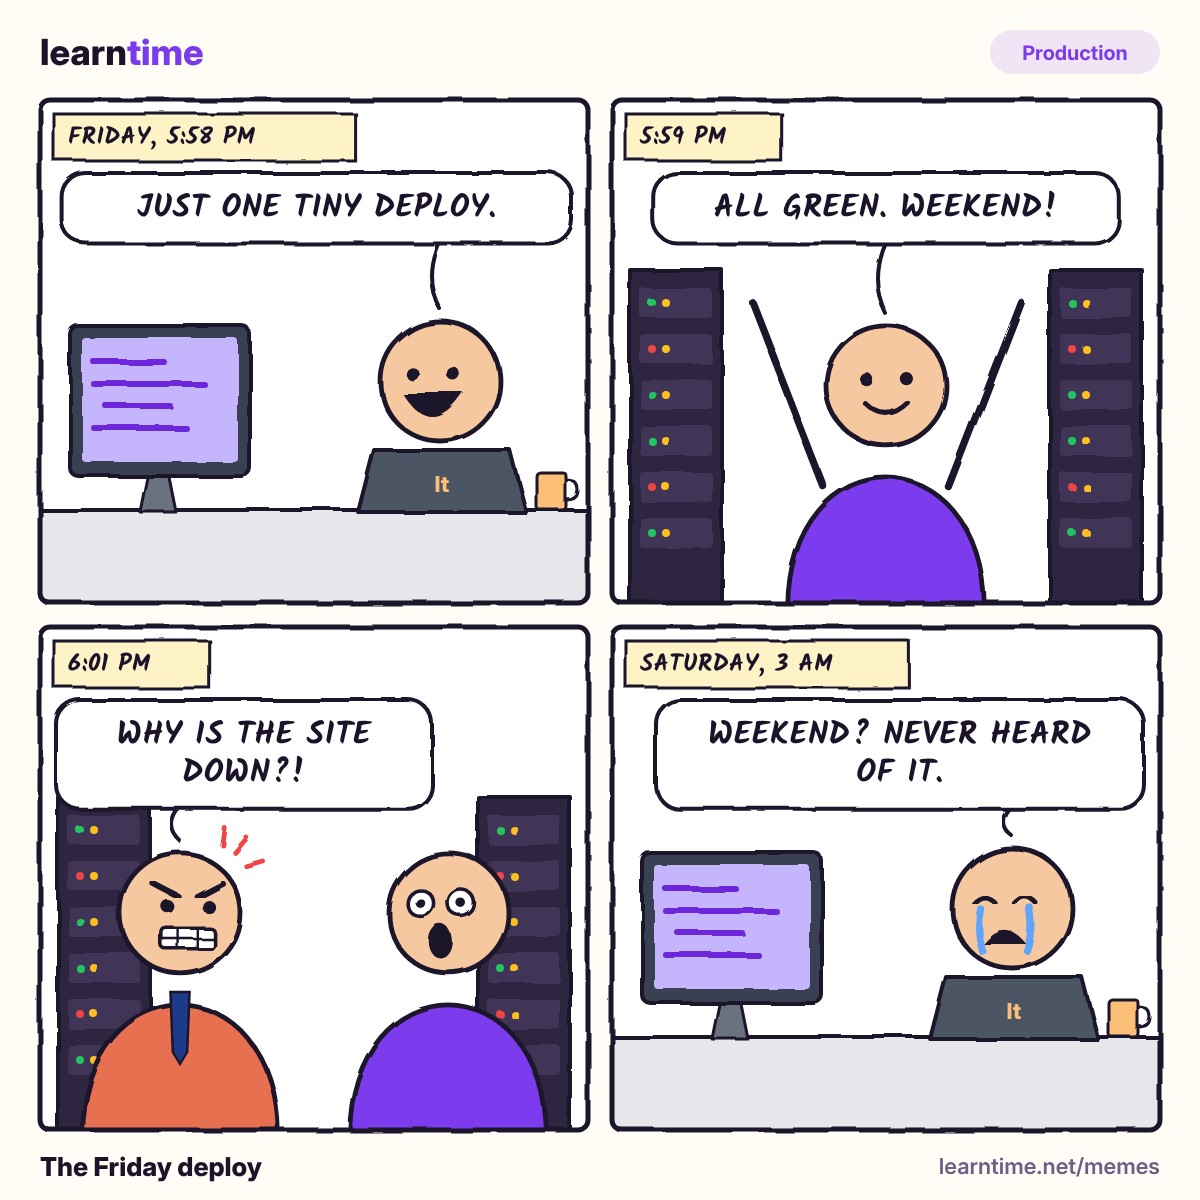 learntime
Production
FRIDAY, 5:58 PM
JUST ONE TINY DEPLOY.
lt
5:59 PM
ALL GREEN. WEEKEND!
6:01 PM
WHY IS THE SITE
DOWN?!
SATURDAY, 3 AM
WEEKEND? NEVER HEARD
OF IT.
lt
The Friday deploy
learntime.net/memes